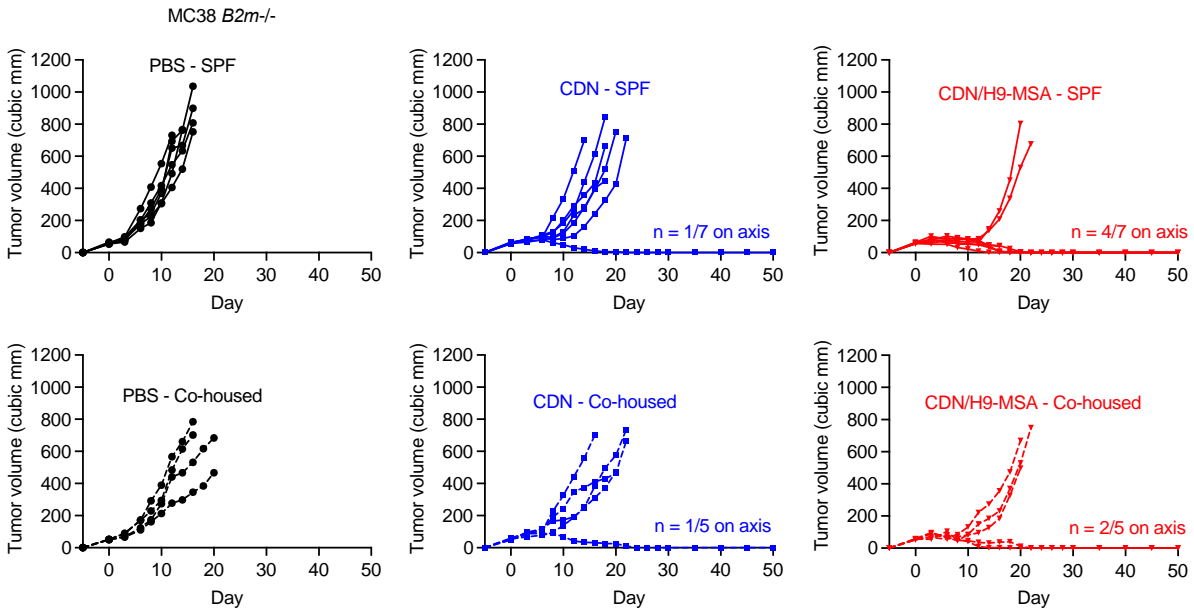 MC38 B2m-/-
Tumor volume (cubic mm)
1200
1000
800
600
400
200
0
PBS - SPF
0 10 20 30 40 50
Day
Tumor volume (cubic mm)
1200
1000
800
600
400
200
0
CDN - SPF
n = 1/7 on axis
0 10 20 30 40 50
Day
Tumor volume (cubic mm)
1200
1000
800
600
400
200
0
CDN/H9-MSA - SPF
n = 4/7 on axis
0 10 20 30 40 50
Day
Tumor volume (cubic mm)
1200
1000
800
600
400
200
0
PBS - Co-housed
0 10 20 30 40 50
Day
Tumor volume (cubic mm)
1200
1000
800
600
400
200
0
CDN - Co-housed
n = 1/5 on axis
0 10 20 30 40 50
Day
Tumor volume (cubic mm)
1200
1000
800
600
400
200
0
CDN/H9-MSA - Co-housed
n = 2/5 on axis
0 10 20 30 40 50
Day